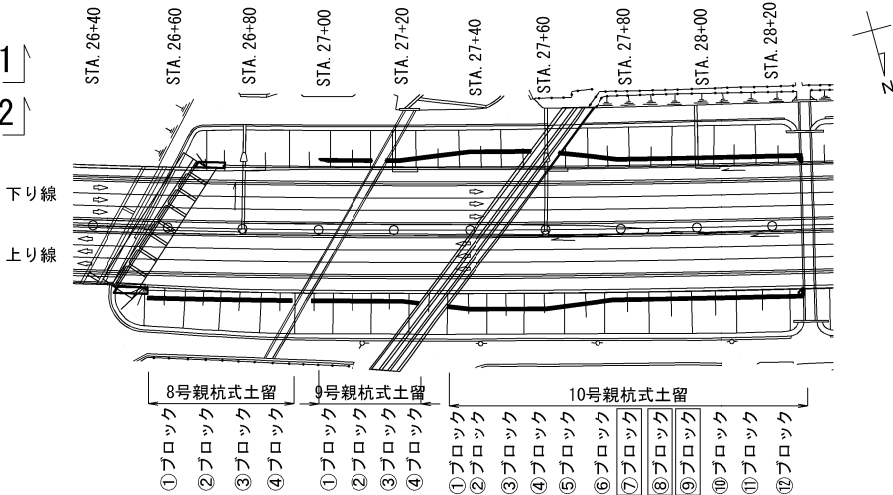 STA. 26+40
STA. 26+60
STA. 26+80
STA. 27+00
STA. 27+20
STA. 27+40
STA. 27+60
STA. 27+80
STA. 28+00
STA. 28+20
1
2
N
下り線
上り線
8号親杭式土留
9号親杭式土留
10号親杭式土留
①ブロック
②ブロック
③ブロック
④ブロック
①ブロック
②ブロック
③ブロック
④ブロック
①ブロック
②ブロック
③ブロック
④ブロック
⑤ブロック
⑥ブロック
⑦ブロック
⑧ブロック
⑨ブロック
⑩ブロック
⑪ブロック
⑫ブロック